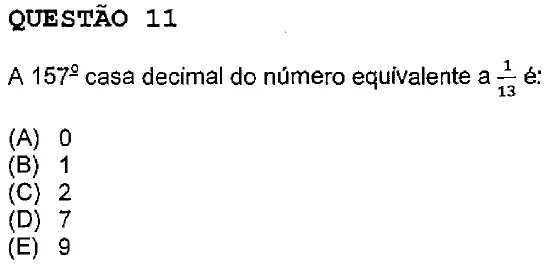 QUESTÃO 11
A 157º casa decimal do número equivalente a 1/13 é:
(A) 0
(B) 1
(C) 2
(D) 7
(E) 9